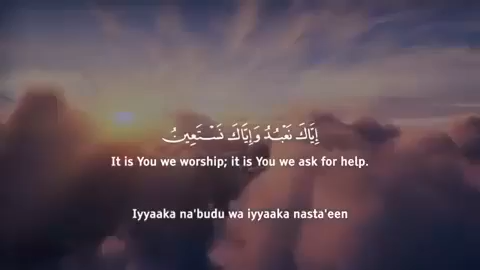 إِيَّاكَ نَعْبُدُ وَإِيَّاكَ نَسْتَعِينُ
It is You we worship; it is You we ask for help.
Iyyaaka na'budu wa iyyaaka nasta'een